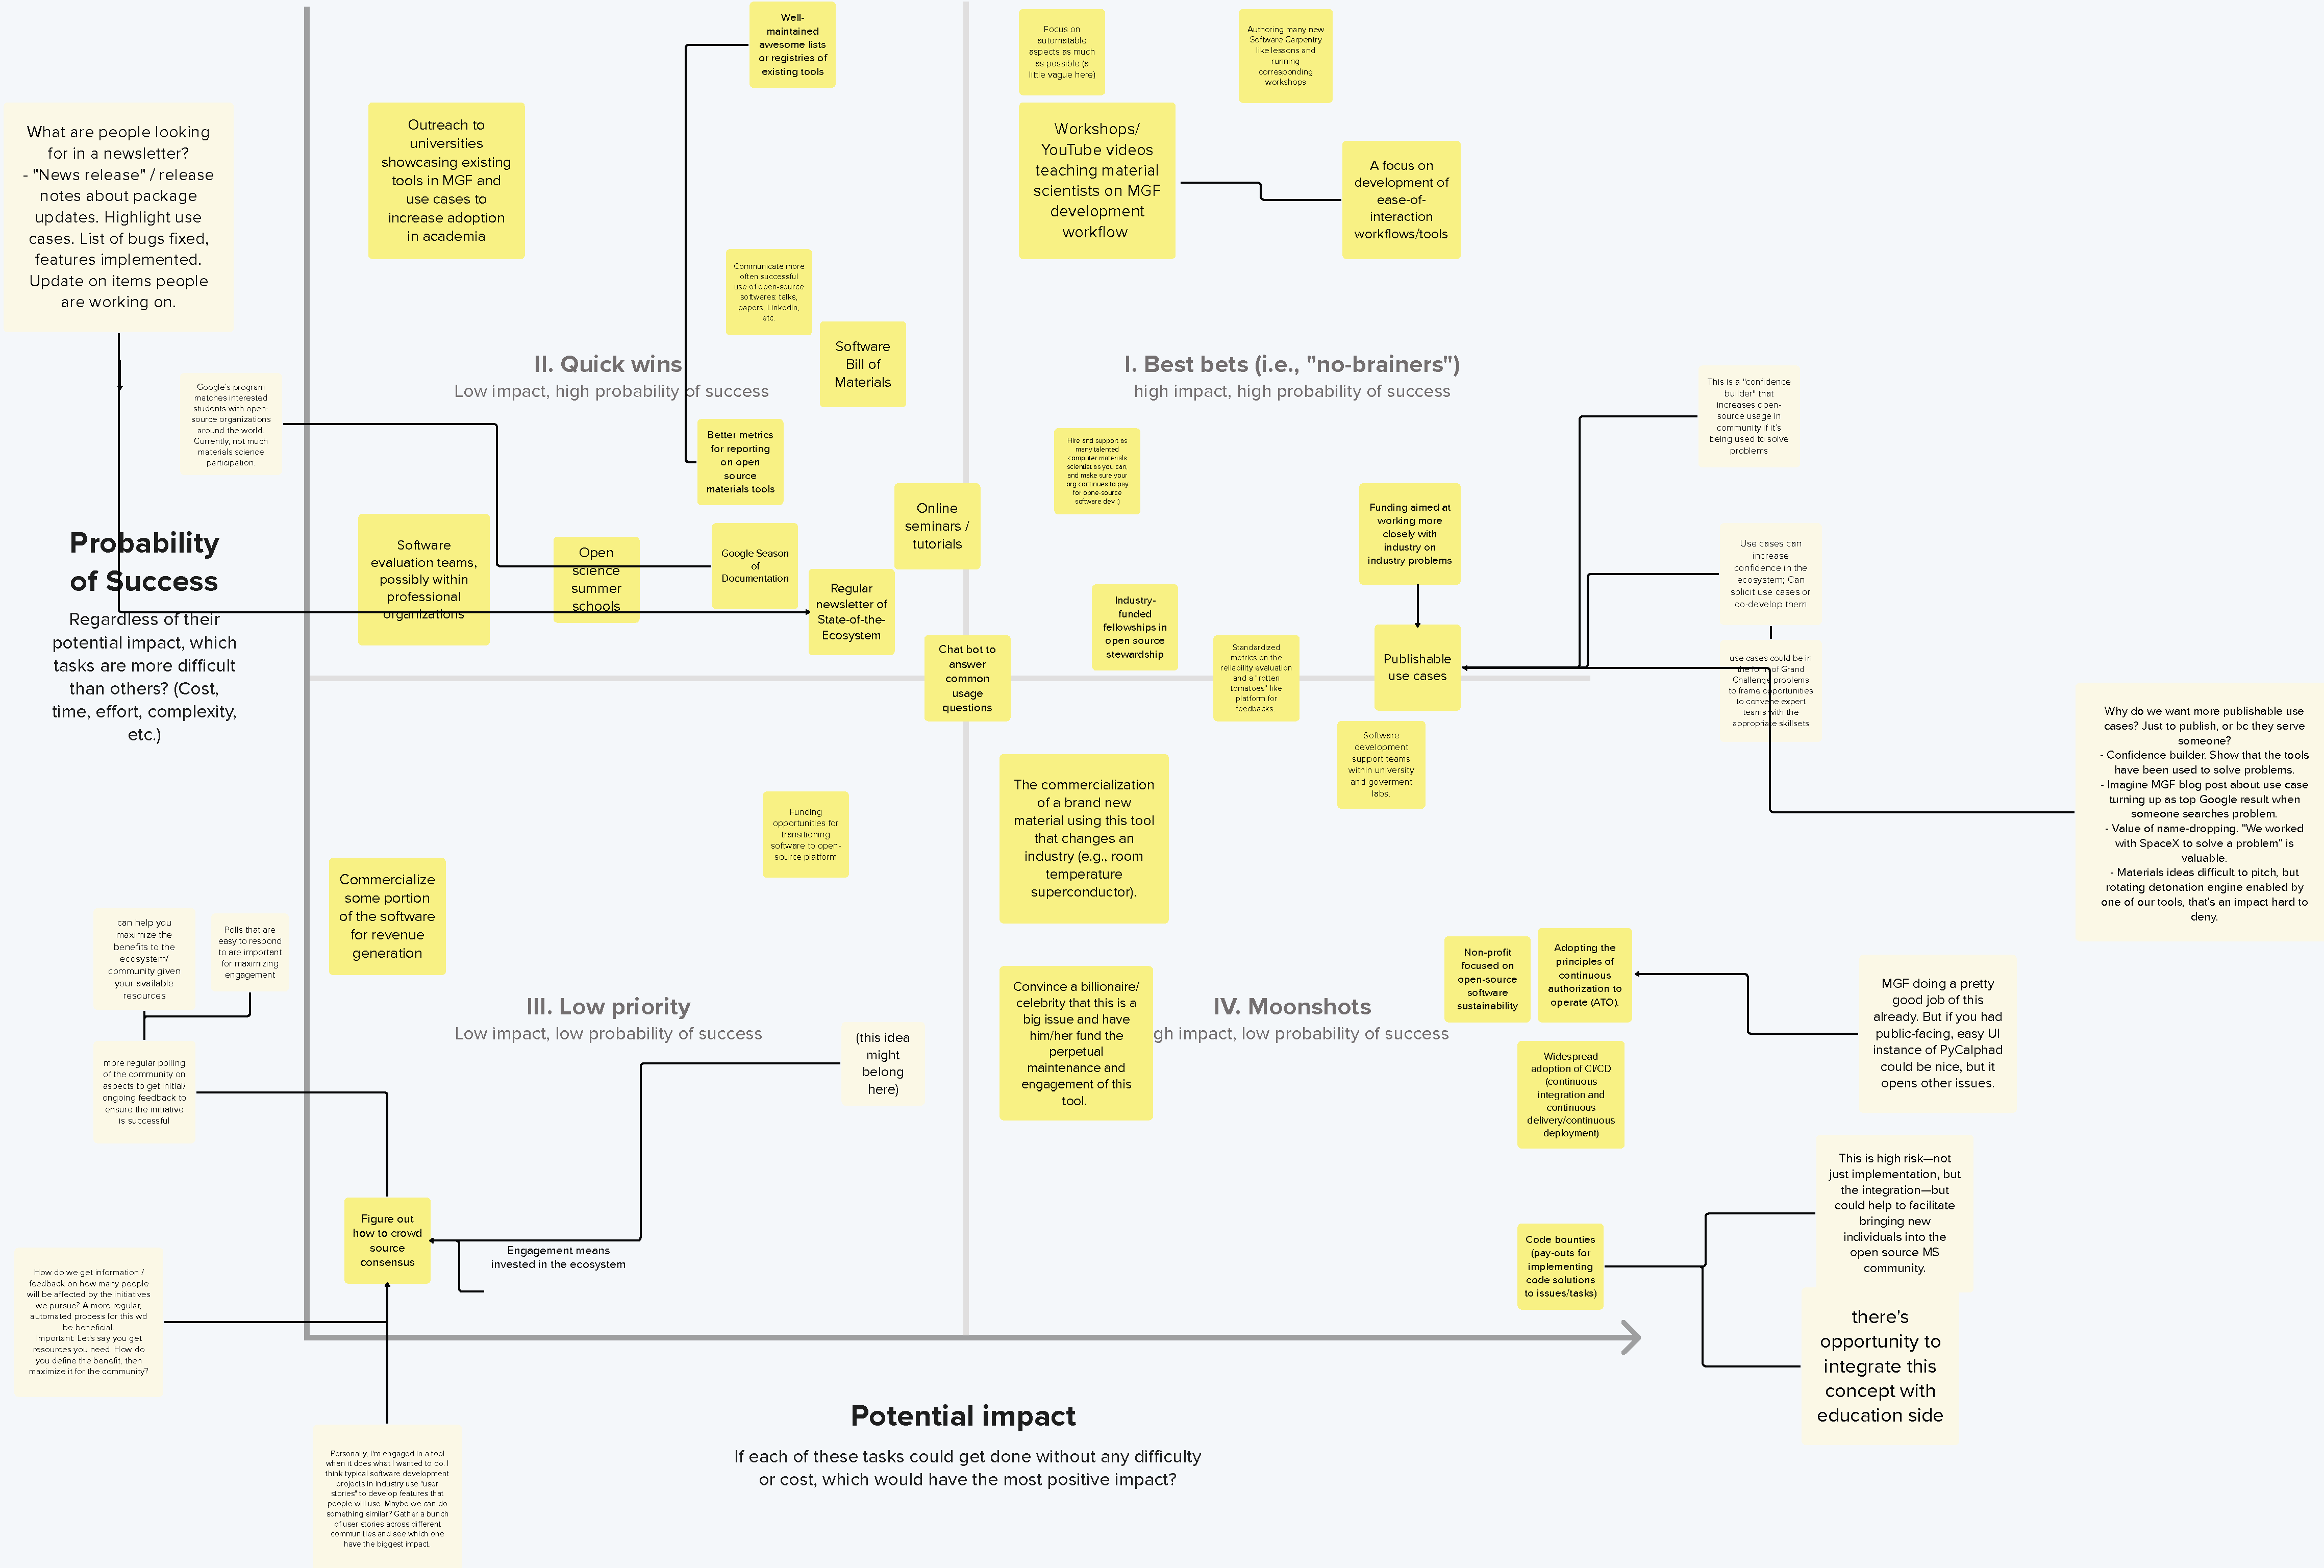 Well-
maintained
awesome lists
or registries of
existing tools
Focus on
automatable
aspects as much
as possible (a
little vague here)
Authoring many new
Software Carpentry
like lessons and
running
corresponding
workshops
What are people looking
for in a newsletter?
- "News release" / release
notes about package
updates. Highlight use
cases. List of bugs fixed,
features implemented.
Update on items people
are working on.
Outreach to
universities
showcasing existing
tools in MGF and
use cases to
increase adoption
in academia
Workshops/
YouTube videos
teaching material
scientists on MGF
development
workflow
A focus on
development of
ease-of-
interaction
workflows/tools
Communicate more
often successful
use of open-source
softwares: talks,
papers, LinkedIn,
etc.
Software
Bill of
Materials
II. Quick wins
Low impact, high probability of success
I. Best bets (i.e., "no-brainers")
high impact, high probability of success
Google's program
matches interested
students with open-
source organizations
around the world.
Currently, not much
materials science
participation.
This is a "confidence
builder" that
increases open-
source usage in
community if it's
being used to solve
problems
Better metrics
for reporting
on open
source
materials tools
Hire and support as
many talented
computer materials
scientist as you can,
and make sure your
org continues to pay
for opne-source
software dev :)
Online
seminars /
tutorials
Funding aimed at
working more
closely with
industry on
industry problems
Probability
of Success
Regardless of their
potential impact, which
tasks are more difficult
than others? (Cost,
time, effort, complexity,
etc.)
Software
evaluation teams,
possibly within
professional
organizations
Open
science
summer
schools
Google Season
of
Documentation
Regular
newsletter of
State-of-the-
Ecosystem
Use cases can
increase
confidence in the
ecosystem; Can
solicit use cases or
co-develop them
Industry-
funded
fellowships in
open source
stewardship
Chat bot to
answer
common
usage
questions
Standardized
metrics on the
reliability evaluation
and a "rotten
tomatoes" like
platform for
feedbacks.
Publishable
use cases
use cases could be in
the form of Grand
Challenge problems
to frame opportunities
to convene expert
teams with the
appropriate skillsets
Why do we want more publishable use
cases? Just to publish, or bc they serve
someone?
- Confidence builder. Show that the tools
have been used to solve problems.
- Imagine MGF blog post about use case
turning up as top Google result when
someone searches problem.
- Value of name-dropping. "We worked
with SpaceX to solve a problem" is
valuable.
- Materials ideas difficult to pitch, but
rotating detonation engine enabled by
one of our tools, that's an impact hard to
deny.
Software
development
support teams
within university
and goverment
labs.
The commercialization
of a brand new
material using this tool
that changes an
industry (e.g., room
temperature
superconductor).
Funding
opportunities for
transitioning
software to open-
source platform
Commercialize
some portion
of the software
for revenue
generation
can help you
maximize the
benefits to the
ecosystem/
community given
your available
resources
Polls that are
easy to respond
to are important
for maximizing
engagement
Non-profit
focused on
open-source
software
sustainability
Adopting the
principles of
continuous
authorization to
operate (ATO).
MGF doing a pretty
good job of this
already. But if you had
public-facing, easy UI
instance of PyCalphad
could be nice, but it
opens other issues.
Convince a billionaire/
celebrity that this is a
big issue and have
him/her fund the
perpetual
maintenance and
engagement of this
tool.
III. Low priority
Low impact, low probability of success
IV. Moonshots
gh impact, low probability of success
(this idea
might
belong
here)
more regular polling
of the community on
aspects to get initial/
ongoing feedback to
ensure the initiative
is successful
Widespread
adoption of CI/CD
(continuous
integration and
continuous
delivery/continuous
deployment)
This is high risk—not
just implementation, but
the integration—but
could help to facilitate
bringing new
individuals into the
open source MS
community.
Figure out
how to crowd
source
consensus
Engagement means
invested in the ecosystem
Code bounties
(pay-outs for
implementing
code solutions
to issues/tasks)
How do we get information /
feedback on how many people
will be affected by the initiatives
we pursue? A more regular,
automated process for this wd
be beneficial.
Important: Let's say you get
resources you need. How do
you define the benefit, then
maximize it for the community?
there's
opportunity to
integrate this
concept with
education side
Potential impact
If each of these tasks could get done without any difficulty
or cost, which would have the most positive impact?
Personally, I'm engaged in a tool
when it does what I wanted to do. I
think typical software development
projects in industry use "user
stories" to develop features that
people will use. Maybe we can do
something similar? Gather a bunch
of user stories across different
communities and see which one
have the biggest impact.